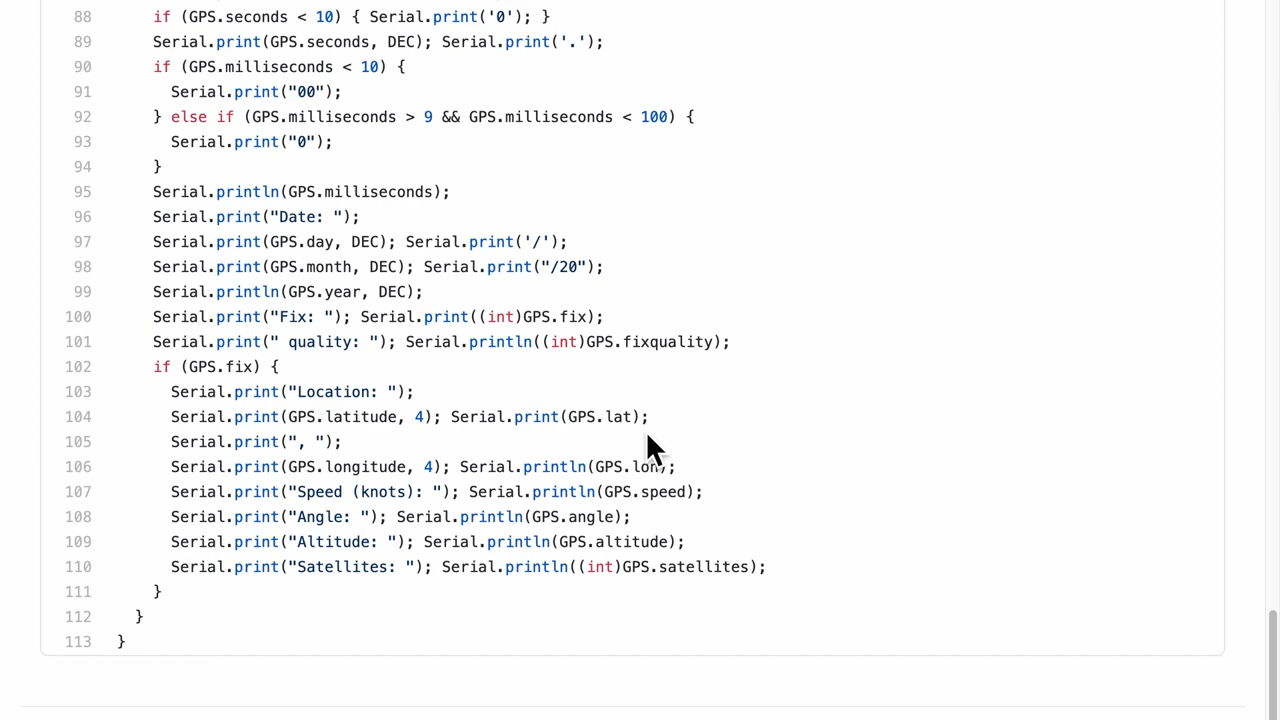 88 if (GPS.seconds < 10) { Serial.print('0'); }
89 Serial.print(GPS.seconds, DEC); Serial.print('.');
90 if (GPS.milliseconds < 10) {
91 Serial.print("00");
92 } else if (GPS.milliseconds > 9 && GPS.milliseconds < 100) {
93 Serial.print("0");
94 }
95 Serial.println(GPS.milliseconds);
96 Serial.print("Date: ");
97 Serial.print(GPS.day, DEC); Serial.print('/');
98 Serial.print(GPS.month, DEC); Serial.print("/20");
99 Serial.println(GPS.year, DEC);
100 Serial.print("Fix: "); Serial.print((int)GPS.fix);
101 Serial.print(" quality: "); Serial.println((int)GPS.fixquality);
102 if (GPS.fix) {
103 Serial.print("Location: ");
104 Serial.print(GPS.latitude, 4); Serial.print(GPS.lat);
105 Serial.print(", ");
106 Serial.print(GPS.longitude, 4); Serial.println(GPS.lon);
107 Serial.print("Speed (knots): "); Serial.println(GPS.speed);
108 Serial.print("Angle: "); Serial.println(GPS.angle);
109 Serial.print("Altitude: "); Serial.println(GPS.altitude);
110 Serial.print("Satellites: "); Serial.println((int)GPS.satellites);
111 }
112 }
113 }